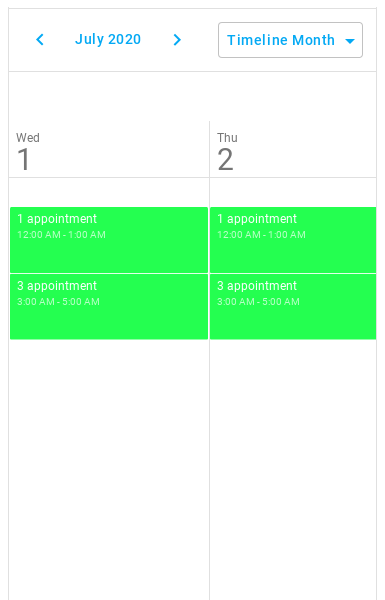 July 2020
Timeline Month
Wed
1
Thu
2
1 appointment
12:00 AM - 1:00 AM
1 appointment
12:00 AM - 1:00 AM
3 appointment
3:00 AM - 5:00 AM
3 appointment
3:00 AM - 5:00 AM